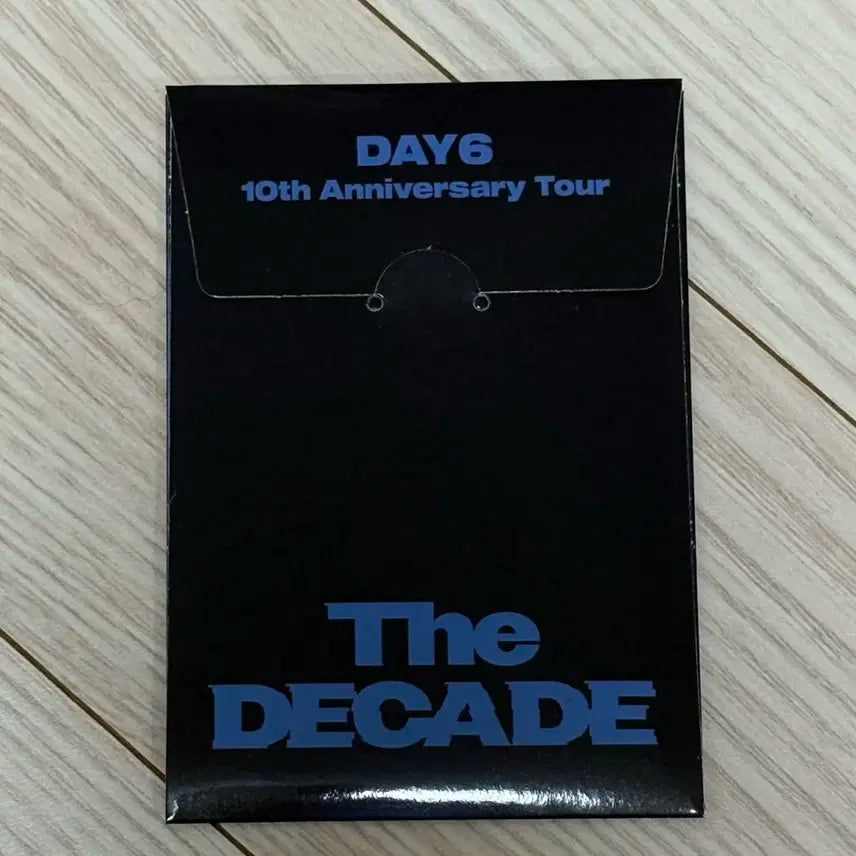 DAY6
10th Anniversary Tour
The
DECADE